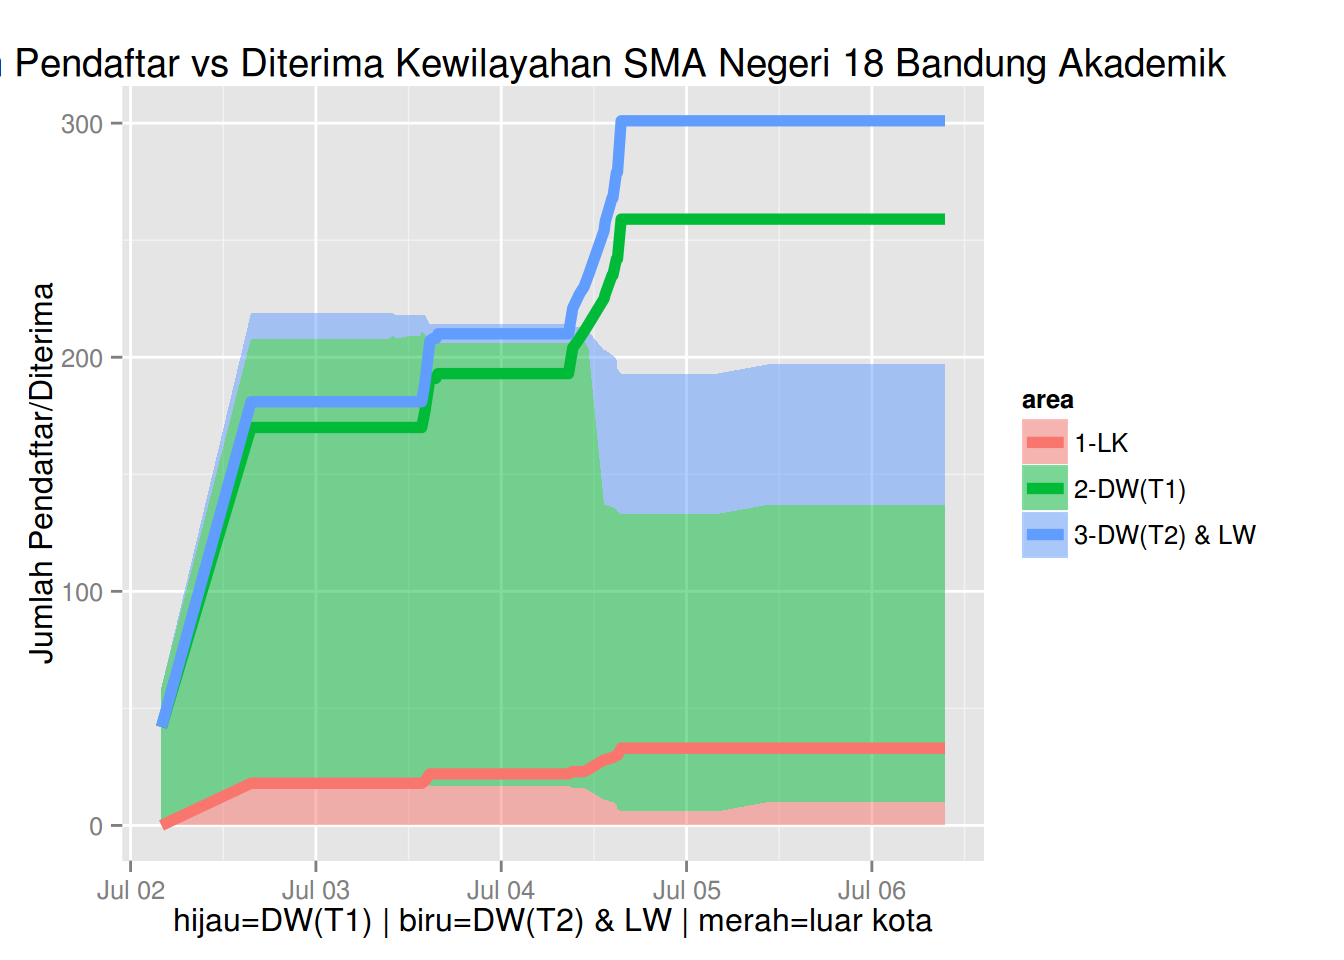 Pendaftar vs Diterima Kewilayahan SMA Negeri 18 Bandung Akademik
Jumlah Pendaftar/Diterima
300
200
100
0
Jul 02
Jul 03
Jul 04
Jul 05
Jul 06
hijau=DW(T1) | biru=DW(T2) & LW | merah=luar kota
area
1-LK
2-DW(T1)
3-DW(T2) & LW